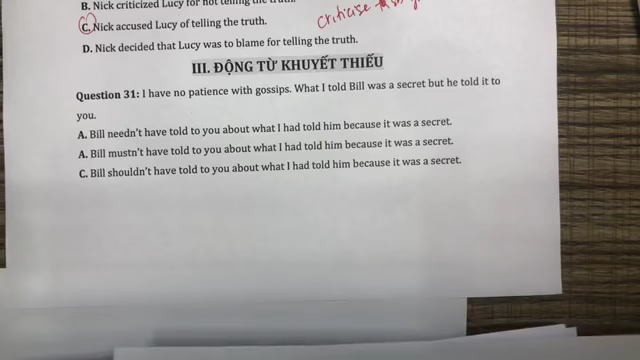 B. Nick criticized Lucy for not telling the truth.
criticise
C. Nick accused Lucy of telling the truth.
D. Nick decided that Lucy was to blame for telling the truth.
III. ĐỘNG TỪ KHUYẾT THIẾU
Question 31: I have no patience with gossips. What I told Bill was a secret but he told it to
you.
A. Bill needn't have told to you about what I had told him because it was a secret.
A. Bill mustn't have told to you about what I had told him because it was a secret.
C. Bill shouldn't have told to you about what I had told him because it was a secret.